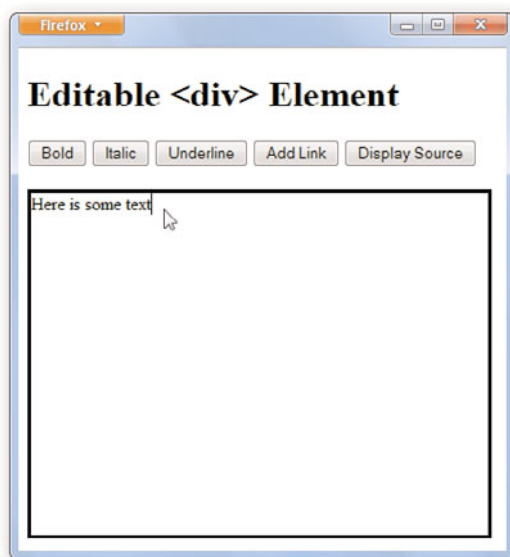 Firefox
Editable <div> Element
Bold Italic Underline Add Link Display Source
Here is some text